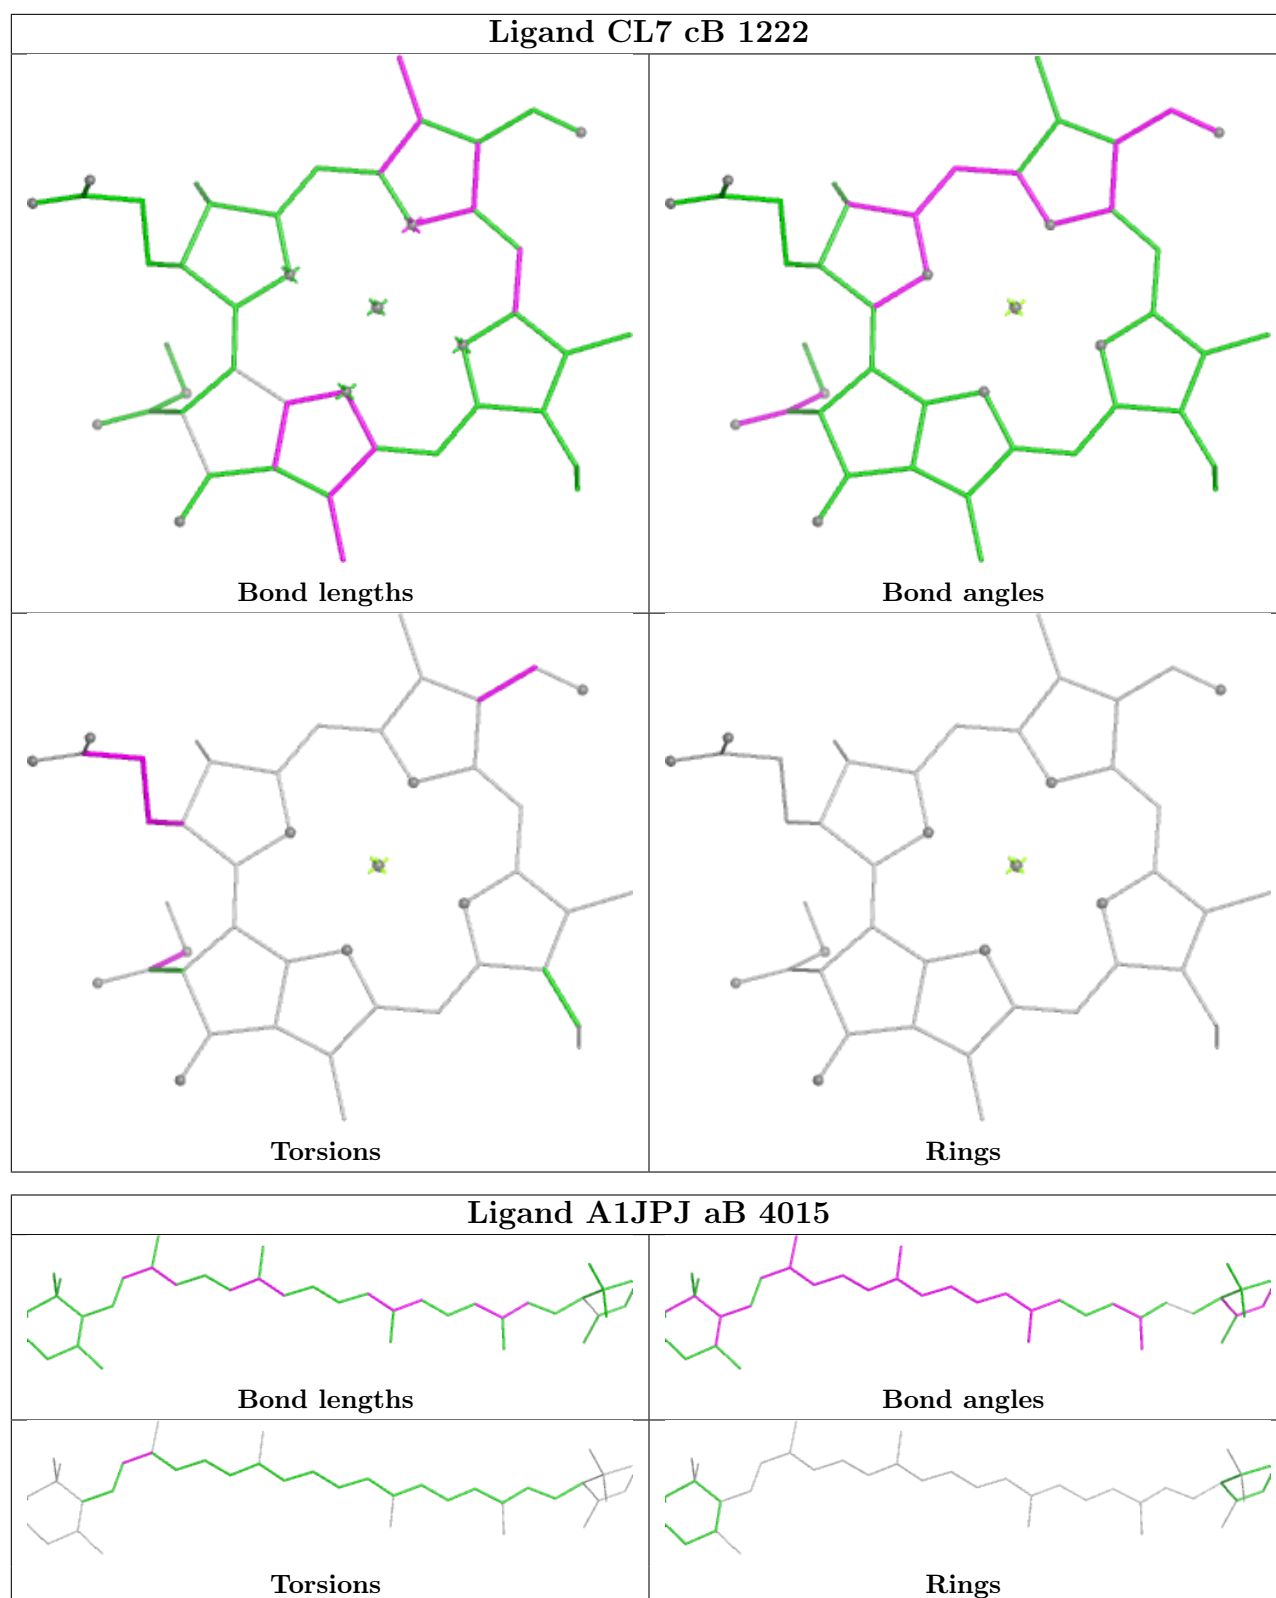 Ligand CL7 cB 1222
Bond lengths
Bond angles
Torsions
Rings
Ligand A1JPJ aB 4015
Bond lengths
Bond angles
Torsions
Rings